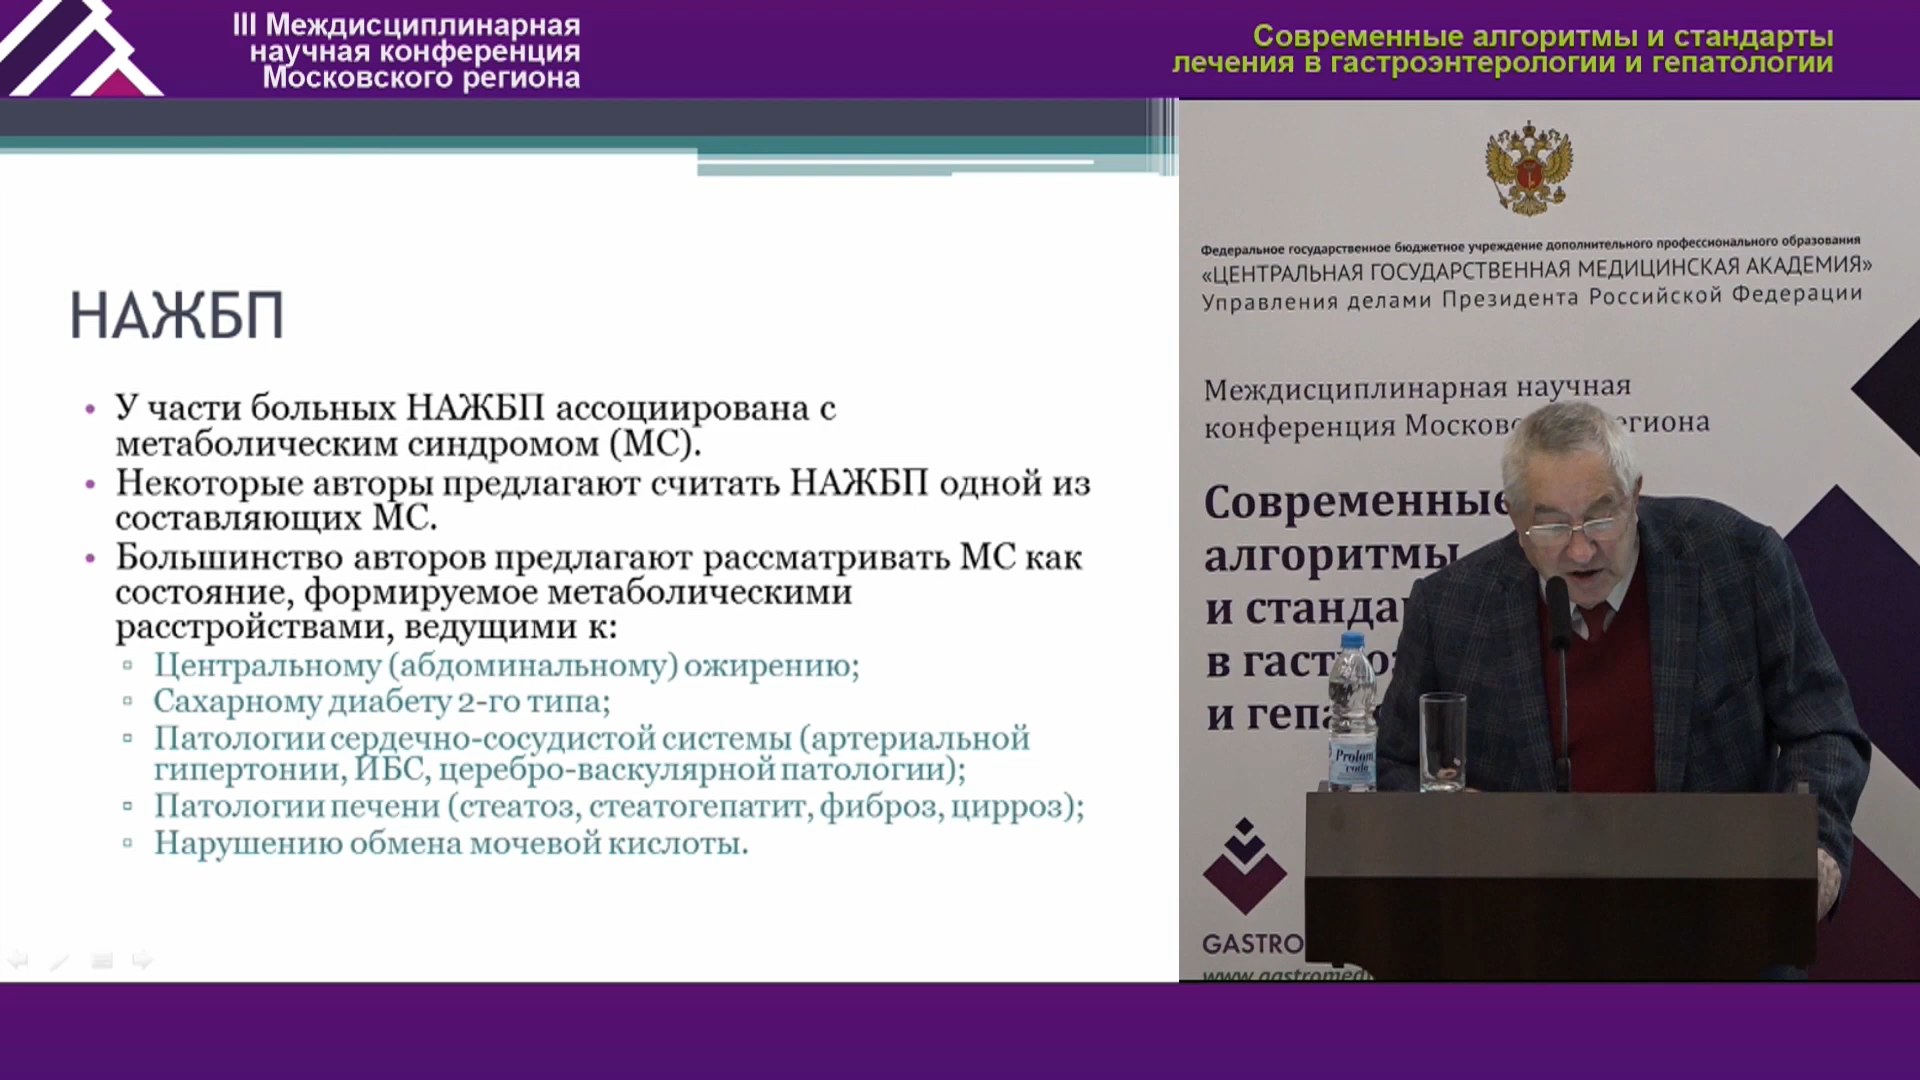 III Междисциплинарная
научная конференция
Московского региона
Современные алгоритмы и стандарты
лечения в гастроэнтерологии и гепатологии
НАЖБП
• У части больных НАЖБП ассоциирована с
метаболическим синдромом (МС).
• Некоторые авторы предлагают считать НАЖБП одной из
составляющих МС.
• Большинство авторов предлагают рассматривать МС как
состояние, формируемое метаболическими
расстройствами, ведущими к:
▫ Центральному (абдоминальному) ожирению;
▫ Сахарному диабету 2-го типа;
▫ Патологии сердечно-сосудистой системы (артериальной
гипертонии, ИБС, церебро-васкулярной патологии);
▫ Патологии печени (стеатоз, стеатогепатит, фиброз, цирроз);
▫ Нарушению обмена мочевой кислоты.
Федеральное государственное бюджетное учреждение дополнительного профессионального образования
«ЦЕНТРАЛЬНАЯ ГОСУДАРСТВЕННАЯ МЕДИЦИНСКАЯ АКАДЕМИЯ»
Управления делами Президента Российской Федерации
Междисциплинарная научная
конференция Московс егиона
Современные
алгоритмы
и станда
в гаст
и геп
GASTRO
www.gastromed